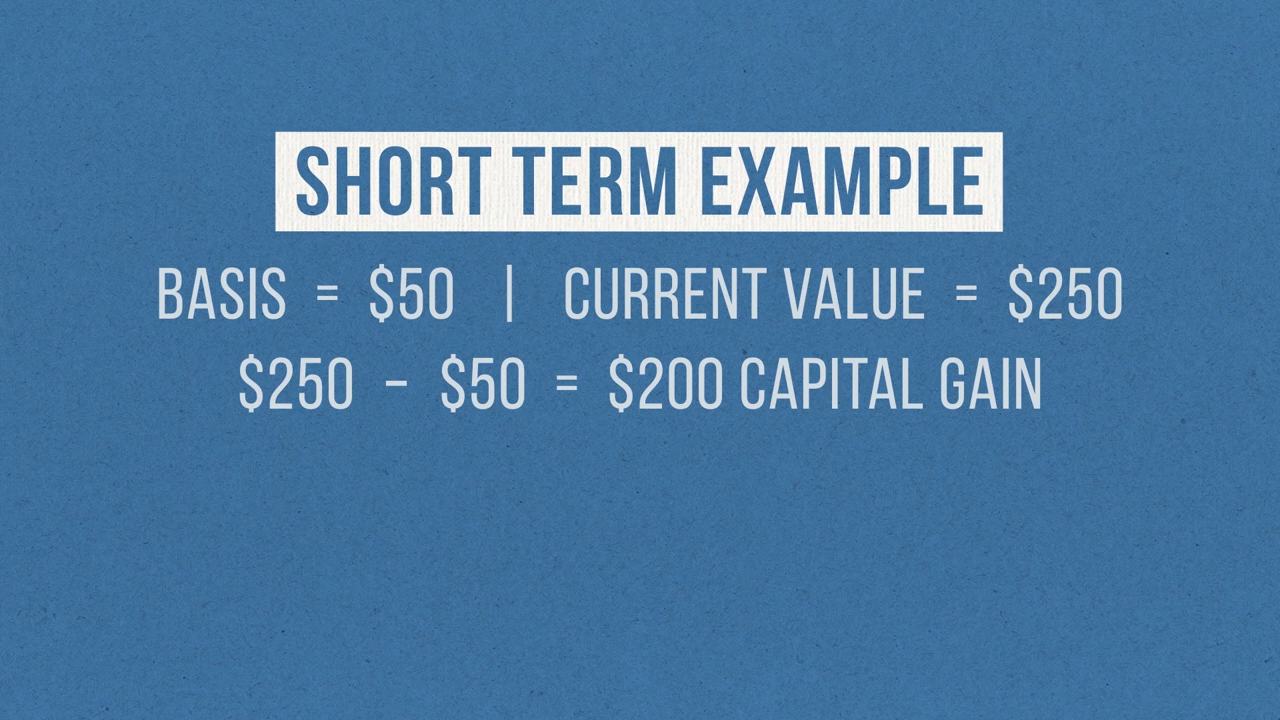 SHORT TERM EXAMPLE
BASIS = $50 | CURRENT VALUE = $250
$250 - $50 = $200 CAPITAL GAIN